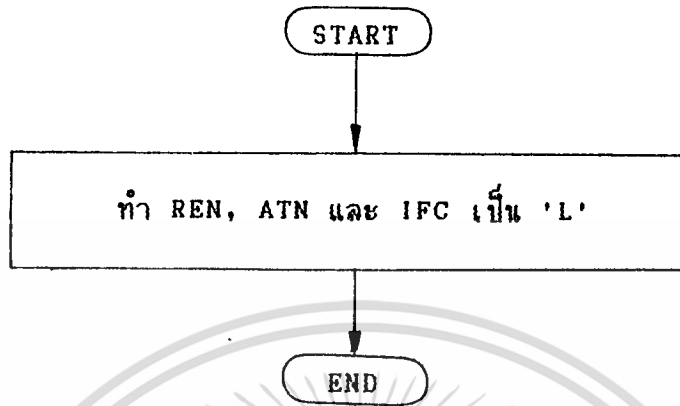 START
ทำ REN, ATN และ IFC เป็น 'L'
END